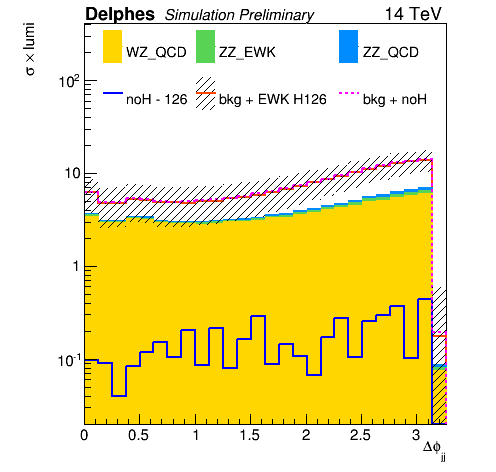 Delphes Simulation Preliminary 14 TeV
σ × lumi
WZ_QCD ZZ_EWK ZZ_QCD
noH - 126 bkg + EWK H126 bkg + noH
10²
10
1
10⁻¹
0 0.5 1 1.5 2 2.5 3
Δϕjj